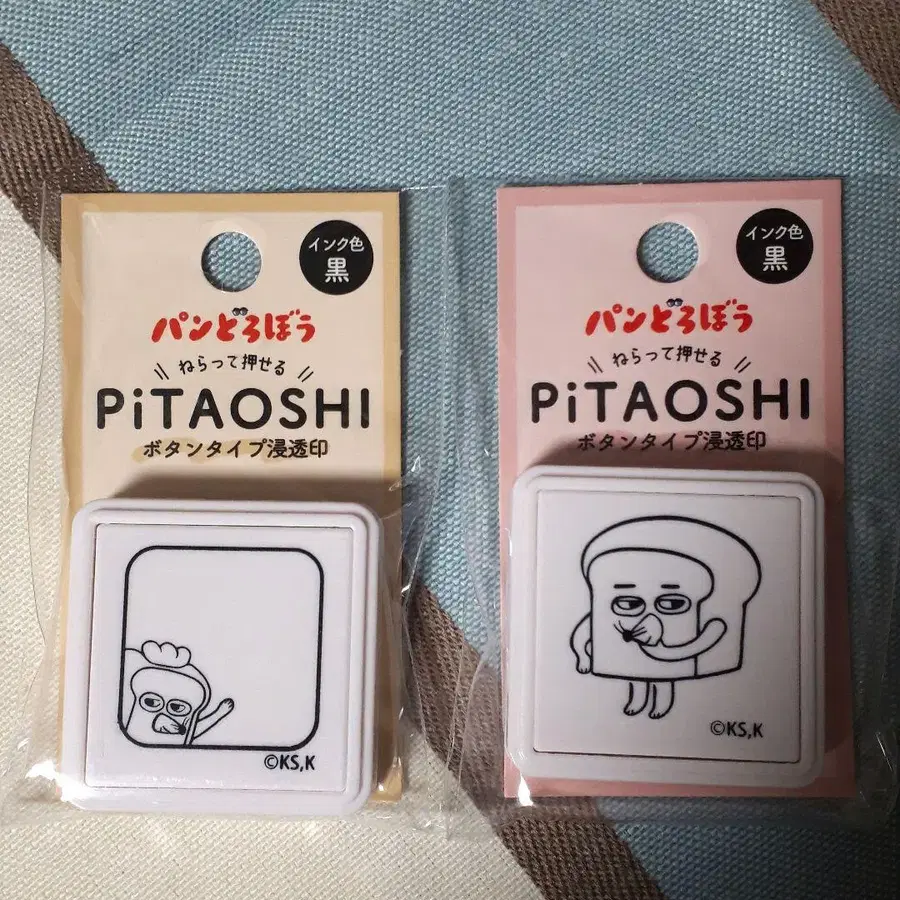 インク色
黒
パンどろぼう
ねらって押せる
PiTAOSHI
ボタンタイプ浸透印
©KS,K
インク色
黒
パンどろぼう
ねらって押せる
PiTAOSHI
ボタンタイプ浸透印
©KS,K